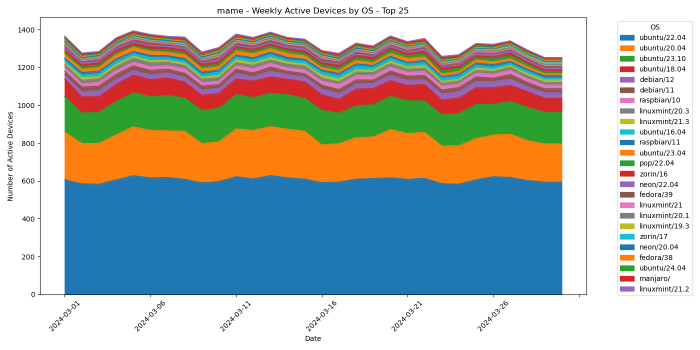 mame - Weekly Active Devices by OS - Top 25
Number of Active Devices
1400
1200
1000
800
600
400
200
0
2024-03-01
2024-03-06
2024-03-11
2024-03-16
2024-03-21
2024-03-26
Date
OS
ubuntu/22.04
ubuntu/20.04
ubuntu/23.10
ubuntu/18.04
debian/12
debian/11
raspbian/10
linuxmint/20.3
linuxmint/21.3
ubuntu/16.04
raspbian/11
ubuntu/23.04
pop/22.04
zorin/16
neon/22.04
fedora/39
linuxmint/21
linuxmint/20.1
linuxmint/19.3
zorin/17
neon/20.04
fedora/38
ubuntu/24.04
manjaro/
linuxmint/21.2